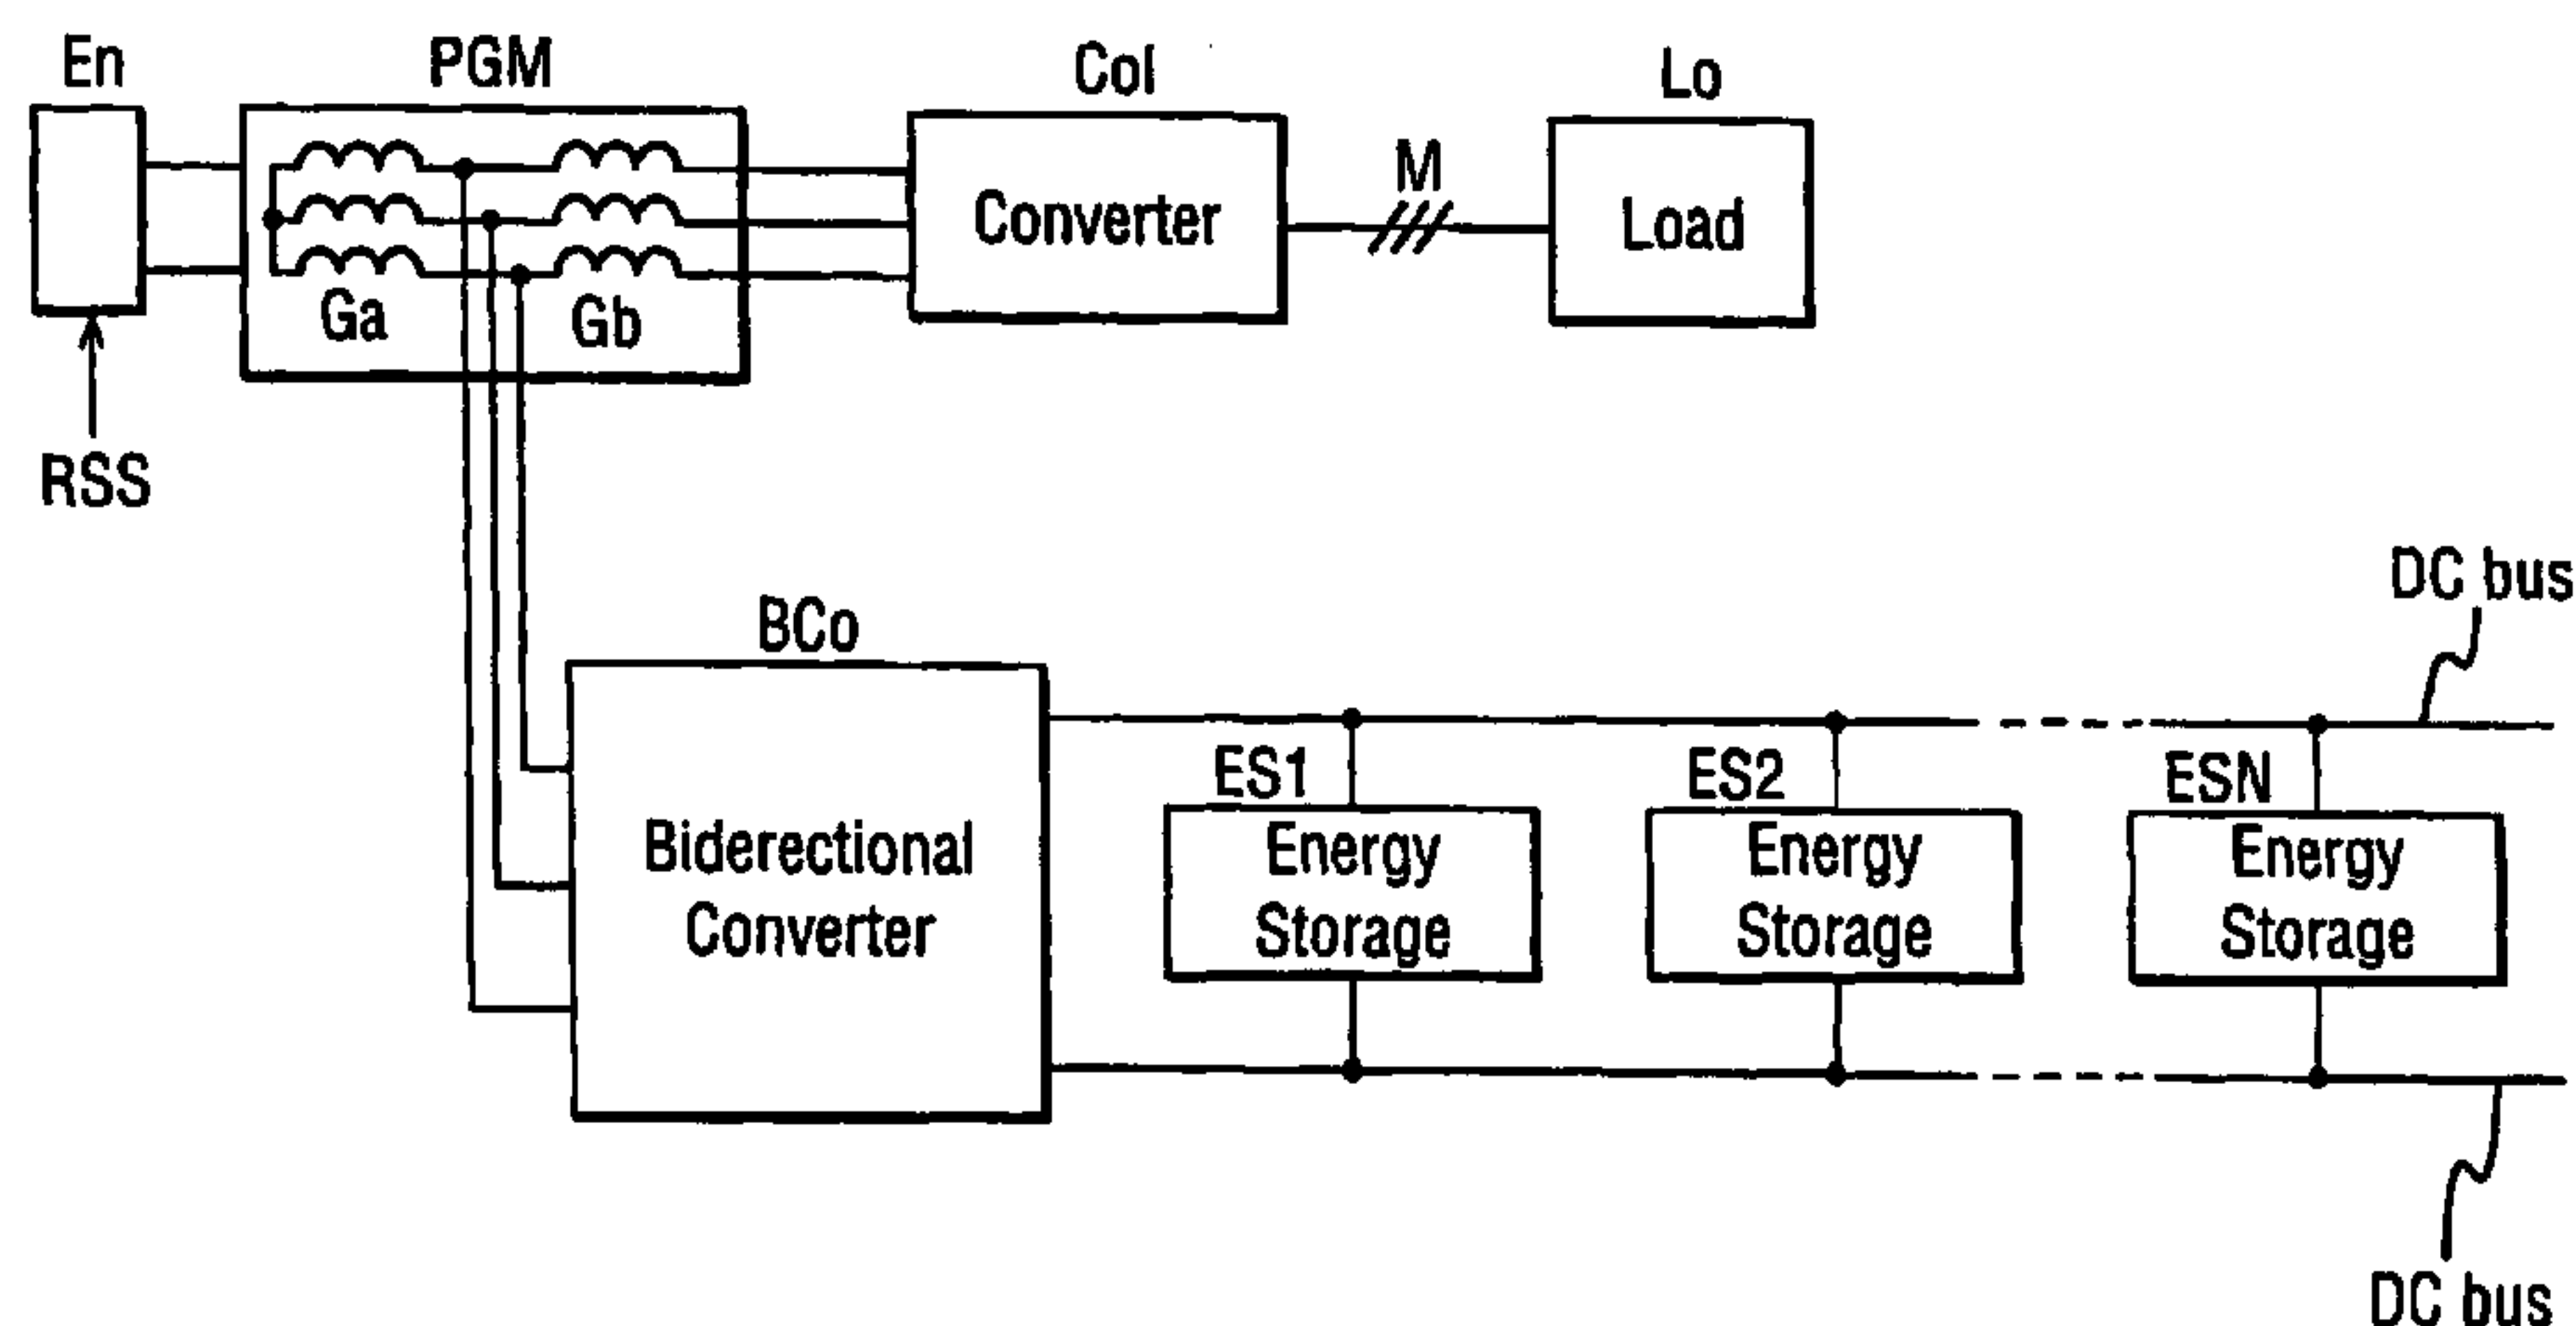 En
PGM
CoI
Lo
M
Converter
Load
Ga
Gb
RSS
DC bus
BCo
ES1
ES2
ESN
Biderectional
Converter
Energy
Storage
Energy
Storage
Energy
Storage
DC bus